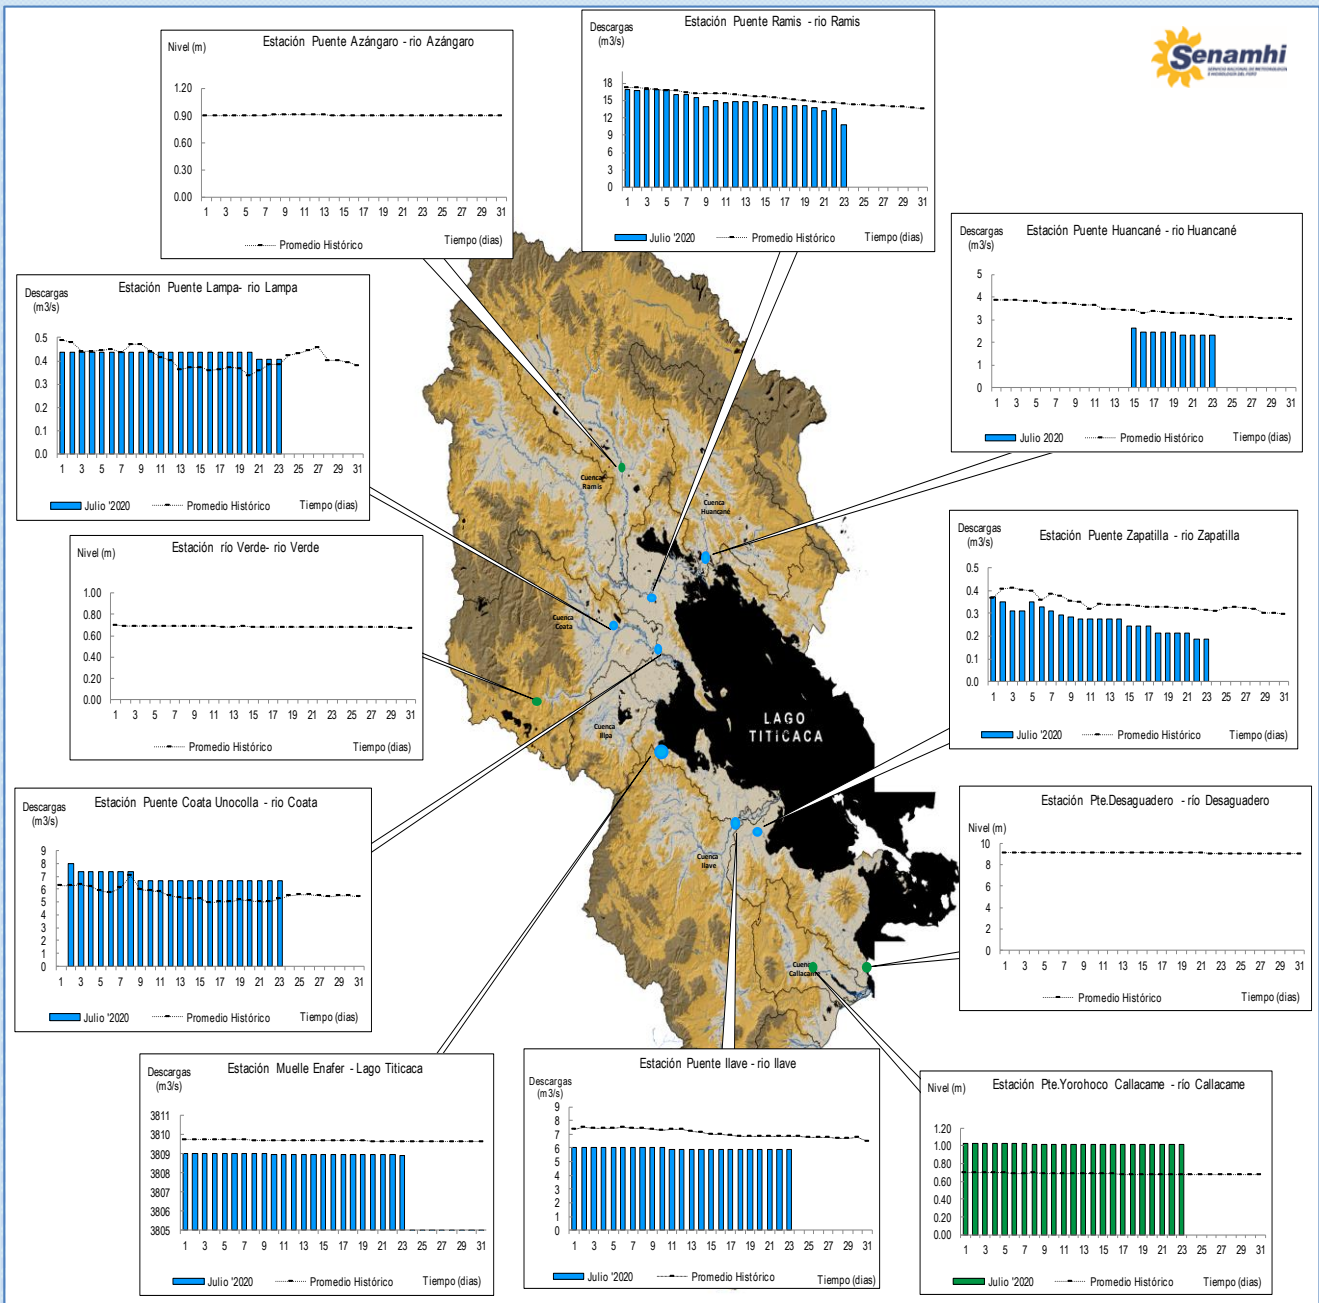 Senamhi
SERVICIO NACIONAL DE METEOROLOGÍA
E HIDROLOGÍA DEL PERÚ
Estación Puente Azángaro - rio Azángaro
Nivel (m)
1.20
0.90
0.60
0.30
0.00
1 3 5 7 9 11 13 15 17 19 21 23 25 27 29 31
Promedio Histórico
Tiempo (dias)
Estación Puente Ramis - rio Ramis
Descargas
(m3/s)
18
15
12
9
6
3
0
1 3 5 7 9 11 13 15 17 19 21 23 25 27 29 31
Julio '2020 Promedio Histórico Tiempo (dias)
Estación Puente Huancané - rio Huancané
Descargas
(m3/s)
5
4
3
2
1
0
1 3 5 7 9 11 13 15 17 19 21 23 25 27 29 31
Julio 2020 Promedio Histórico Tiempo (dias)
Estación Puente Lampa- rio Lampa
Descargas
(m3/s)
0.5
0.4
0.3
0.2
0.1
0.0
1 3 5 7 9 11 13 15 17 19 21 23 25 27 29 31
Julio '2020 Promedio Histórico Tiempo (dias)
Estación río Verde- rio Verde
Nivel (m)
1.00
0.80
0.60
0.40
0.20
0.00
1 3 5 7 9 11 13 15 17 19 21 23 25 27 29 31
Promedio Histórico Tiempo (dias)
Estación Puente Zapatilla - rio Zapatilla
Descargas
(m3/s)
0.5
0.4
0.3
0.2
0.1
0.0
1 3 5 7 9 11 13 15 17 19 21 23 25 27 29 31
Julio '2020 Promedio Histórico Tiempo (dias)
Cuenca
Ramis
Cuenca
Huancané
Cuenca
Coata
Cuenca
Illpa
LAGO
TITICACA
Cuenca
Ilave
Cuenca
Callacame
Estación Puente Coata Unocolla - rio Coata
Descargas
(m3/s)
9
8
7
6
5
4
3
2
1
0
1 3 5 7 9 11 13 15 17 19 21 23 25 27 29 31
Julio '2020 Promedio Histórico Tiempo (dias)
Estación Pte.Desaguadero - río Desaguadero
Nivel (m)
10
8
6
4
2
0
1 3 5 7 9 11 13 15 17 19 21 23 25 27 29 31
Promedio Histórico Tiempo (dias)
Estación Muelle Enafer - Lago Titicaca
Descargas
(m3/s)
3811
3810
3809
3808
3807
3806
3805
1 3 5 7 9 11 13 15 17 19 21 23 25 27 29 31
Julio '2020 Promedio Histórico Tiempo (dias)
Estación Puente Ilave - rio Ilave
Descargas
(m3/s)
9
8
7
6
5
4
3
2
1
0
1 3 5 7 9 11 13 15 17 19 21 23 25 27 29 31
Julio '2020 Promedio Histórico Tiempo (dias)
Estación Pte.Yorohoco Callacame - río Callacame
Nivel (m)
1.20
1.00
0.80
0.60
0.40
0.20
0.00
1 3 5 7 9 11 13 15 17 19 21 23 25 27 29 31
Julio '2020 Promedio Histórico Tiempo (dias)